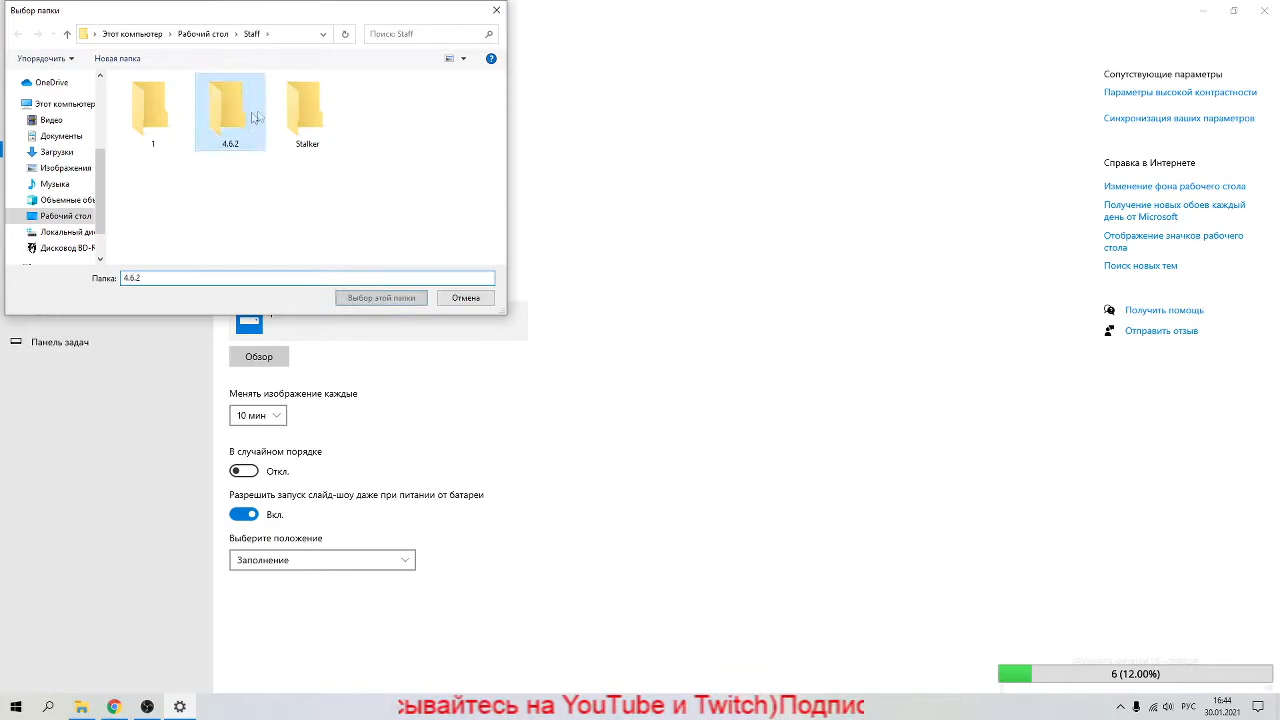 Выбор папки
Этот компьютер › Рабочий стол › Staff ›
Поиск: Staff
Упорядочить
Новая папка
OneDrive
Этот компьютер
Видео
Документы
Загрузки
Изображения
Музыка
Объемные об
Рабочий стол
Локальный ди
Дисковод BD-R
1
4.6.2
Stalker
Папка: 4.6.2
Выбор этой папки
Отмена
Панель задач
Обзор
Менять изображение каждые
10 мин
В случайном порядке
Откл.
Разрешить запуск слайд-шоу даже при питании от батареи
Вкл.
Выберите положение
Заполнение
Сопутствующие параметры
Параметры высокой контрастности
Синхронизация ваших параметров
Справка в Интернете
Изменение фона рабочего стола
Получение новых обоев каждый
день от Microsoft
Отображение значков рабочего
стола
Поиск новых тем
Получить помощь
Отправить отзыв
6 (12.00%)
сывайтесь на YouTube и Twitch)Подпис
РУС
16:44
30.01.2021